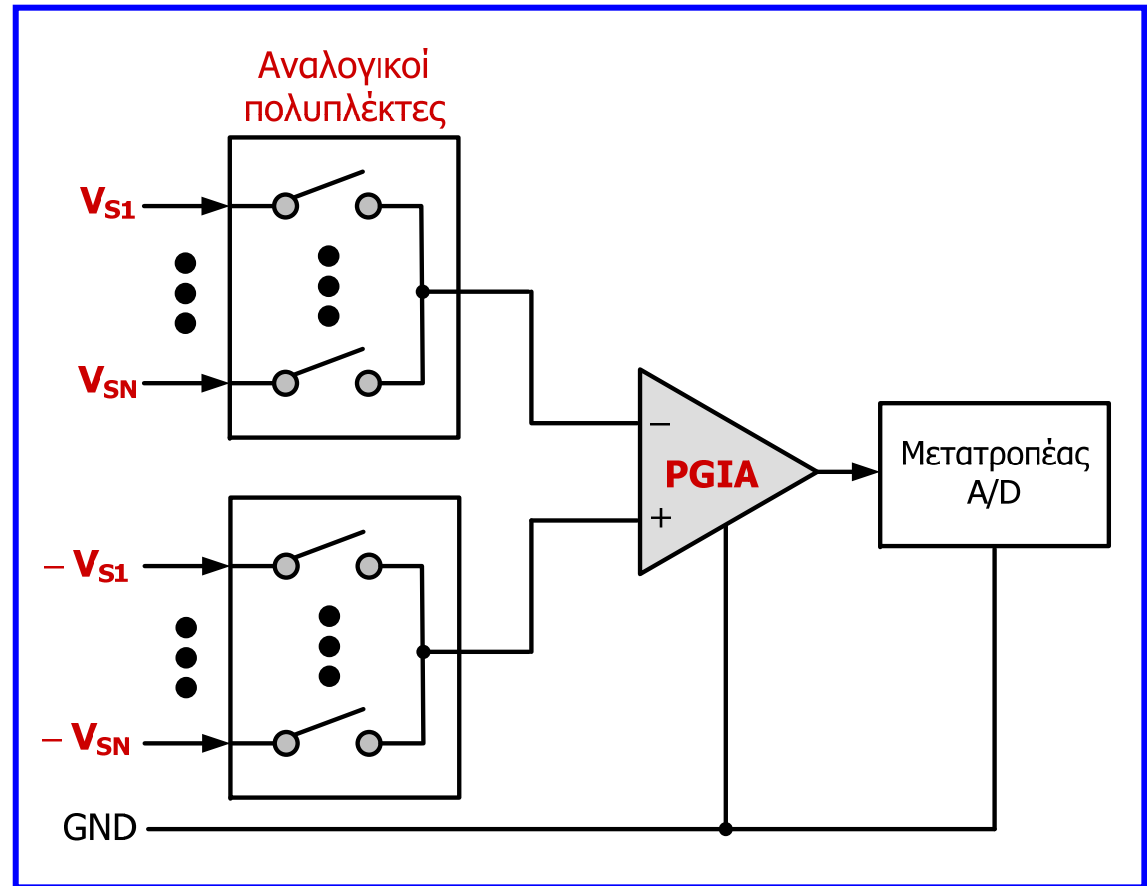 Αναλογικοί
πολυπλέκτες
VS1
VSN
−
PGIA
+
Μετατροπέας
A/D
− VS1
− VSN
GND